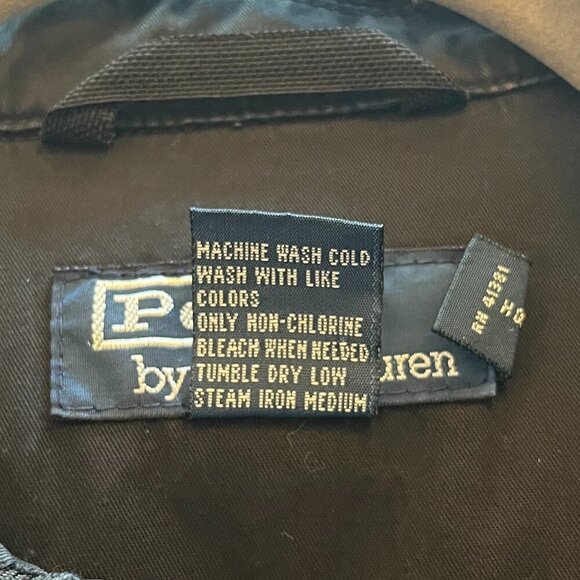 MACHINE WASH COLD
WASH WITH LIKE
COLORS
ONLY NON-CHLORINE
BLEACH WHEN NEEDED
TUMBLE DRY LOW
STEAM IRON MEDIUM
by
RN 41381